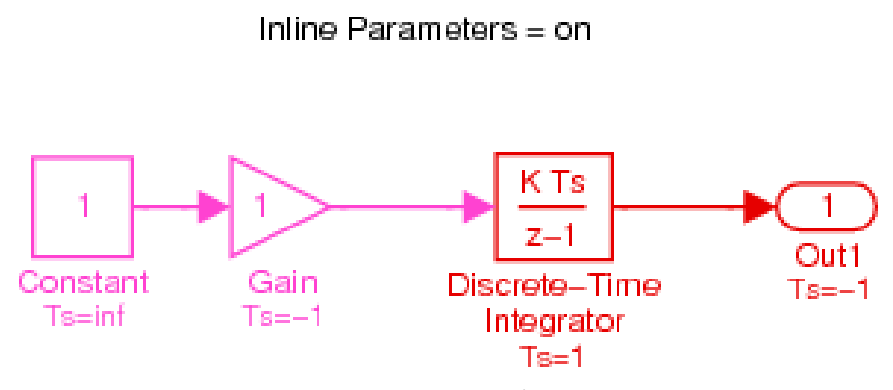 Inline Parameters = on
1
1
K Ts
z–1
1
Constant
Ts=inf
Gain
Ts=–1
Discrete–Time
Integrator
Ts=1
Out1
Ts=–1